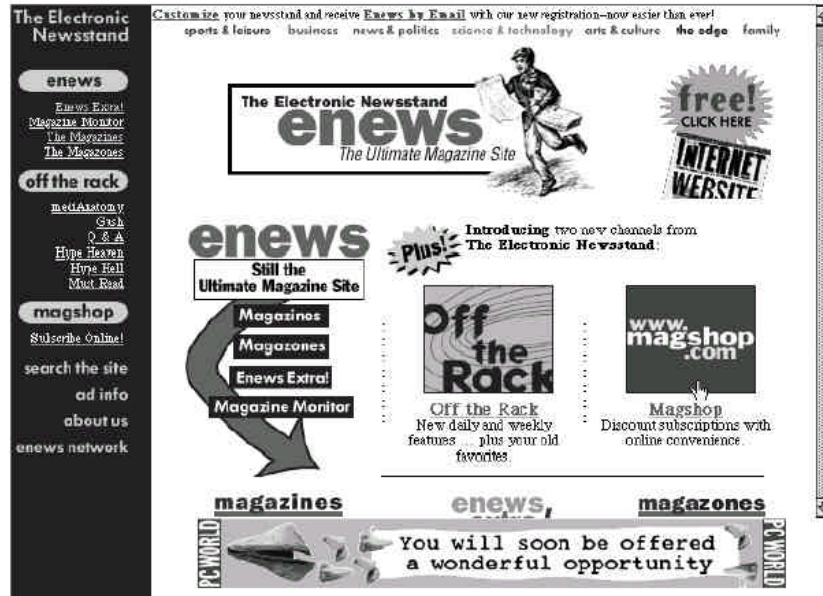 The Electronic
Newsstand
enews
Enews Extra!
Magazine Monitor
The Magazines
The Magazones
off the rack
mediAnatomy
Gush
Q & A
Hype Heaven
Hype Hell
Must Read
magshop
Subscribe Online!
search the site
ad info
about us
enews network
Customize your newsstand and receive Enews by Email with our new registration--now easier than ever!
sports & leisure business news & politics science & technology arts & culture the edge family
The Electronic Newsstand
enews
The Ultimate Magazine Site
free!
CLICK HERE
INTERNET
WEBSITE
enews
Still the
Ultimate Magazine Site
Magazines
Magazones
Enews Extra!
Magazine Monitor
Plus!
Introducing two new channels from
The Electronic Newsstand:
Off
the
Rack
Off the Rack
New daily and weekly
features ... plus your old
favorites.
www.
magshop
.com
Magshop
Discount subscriptions with
online convenience.
magazines
enews
extra!
magazones
PC WORLD
You will soon be offered
a wonderful opportunity
PC WORLD